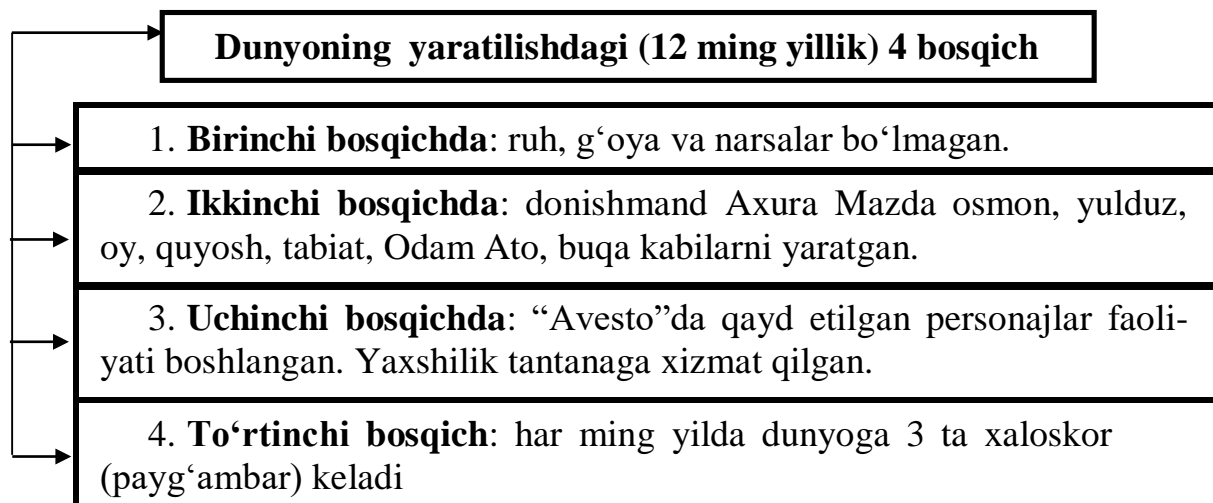 Dunyoning yaratilishdagi (12 ming yillik) 4 bosqich
1. Birinchi bosqichda: ruh, g‘oya va narsalar bo‘lmagan.
2. Ikkinchi bosqichda: donishmand Axura Mazda osmon, yulduz,
oy, quyosh, tabiat, Odam Ato, buqa kabilarni yaratgan.
3. Uchinchi bosqichda: “Avesto”da qayd etilgan personajlar faoli-
yati boshlangan. Yaxshilik tantanaga xizmat qilgan.
4. To‘rtinchi bosqich: har ming yilda dunyoga 3 ta xaloskor
(payg‘ambar) keladi